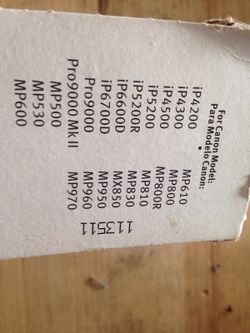 For Canon Model:
Para Modelo Canon:
iP4200 MP610
iP4300 MP800
iP4500 MP800R
iP5200 MP810
iP5200R MP830
iP6600D MX850
iP6700D MP950
Pro9000 MP960
Pro9000 Mk II MP970
MP500
MP530
MP600
113511